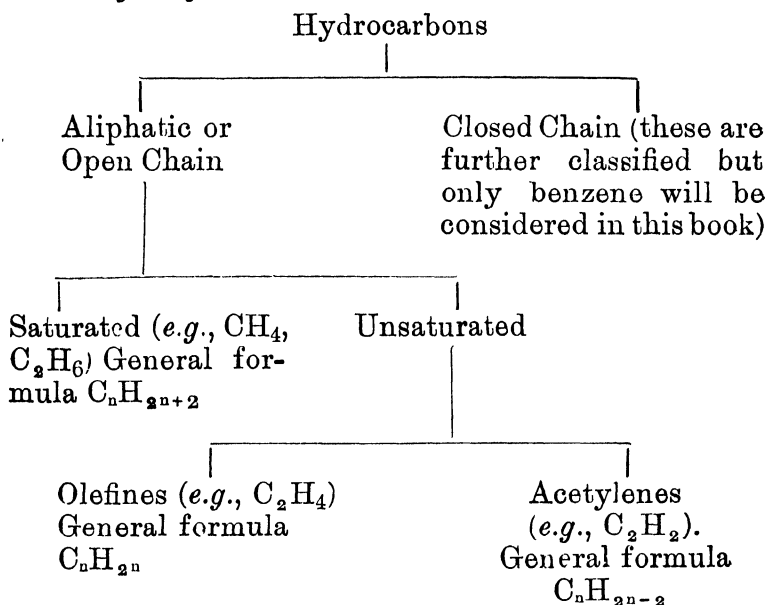 Hydrocarbons
Aliphatic or
Open Chain
Closed Chain (these are
further classified but
only benzene will be
considered in this book)
Saturated (e.g., CH₄,
C₂H₆) General for-
mula CₙH₂ₙ₊₂
Unsaturated
Olefines (e.g., C₂H₄)
General formula
CₙH₂ₙ
Acetylenes
(e.g., C₂H₂).
General formula
CₙH₂ₙ₋₂